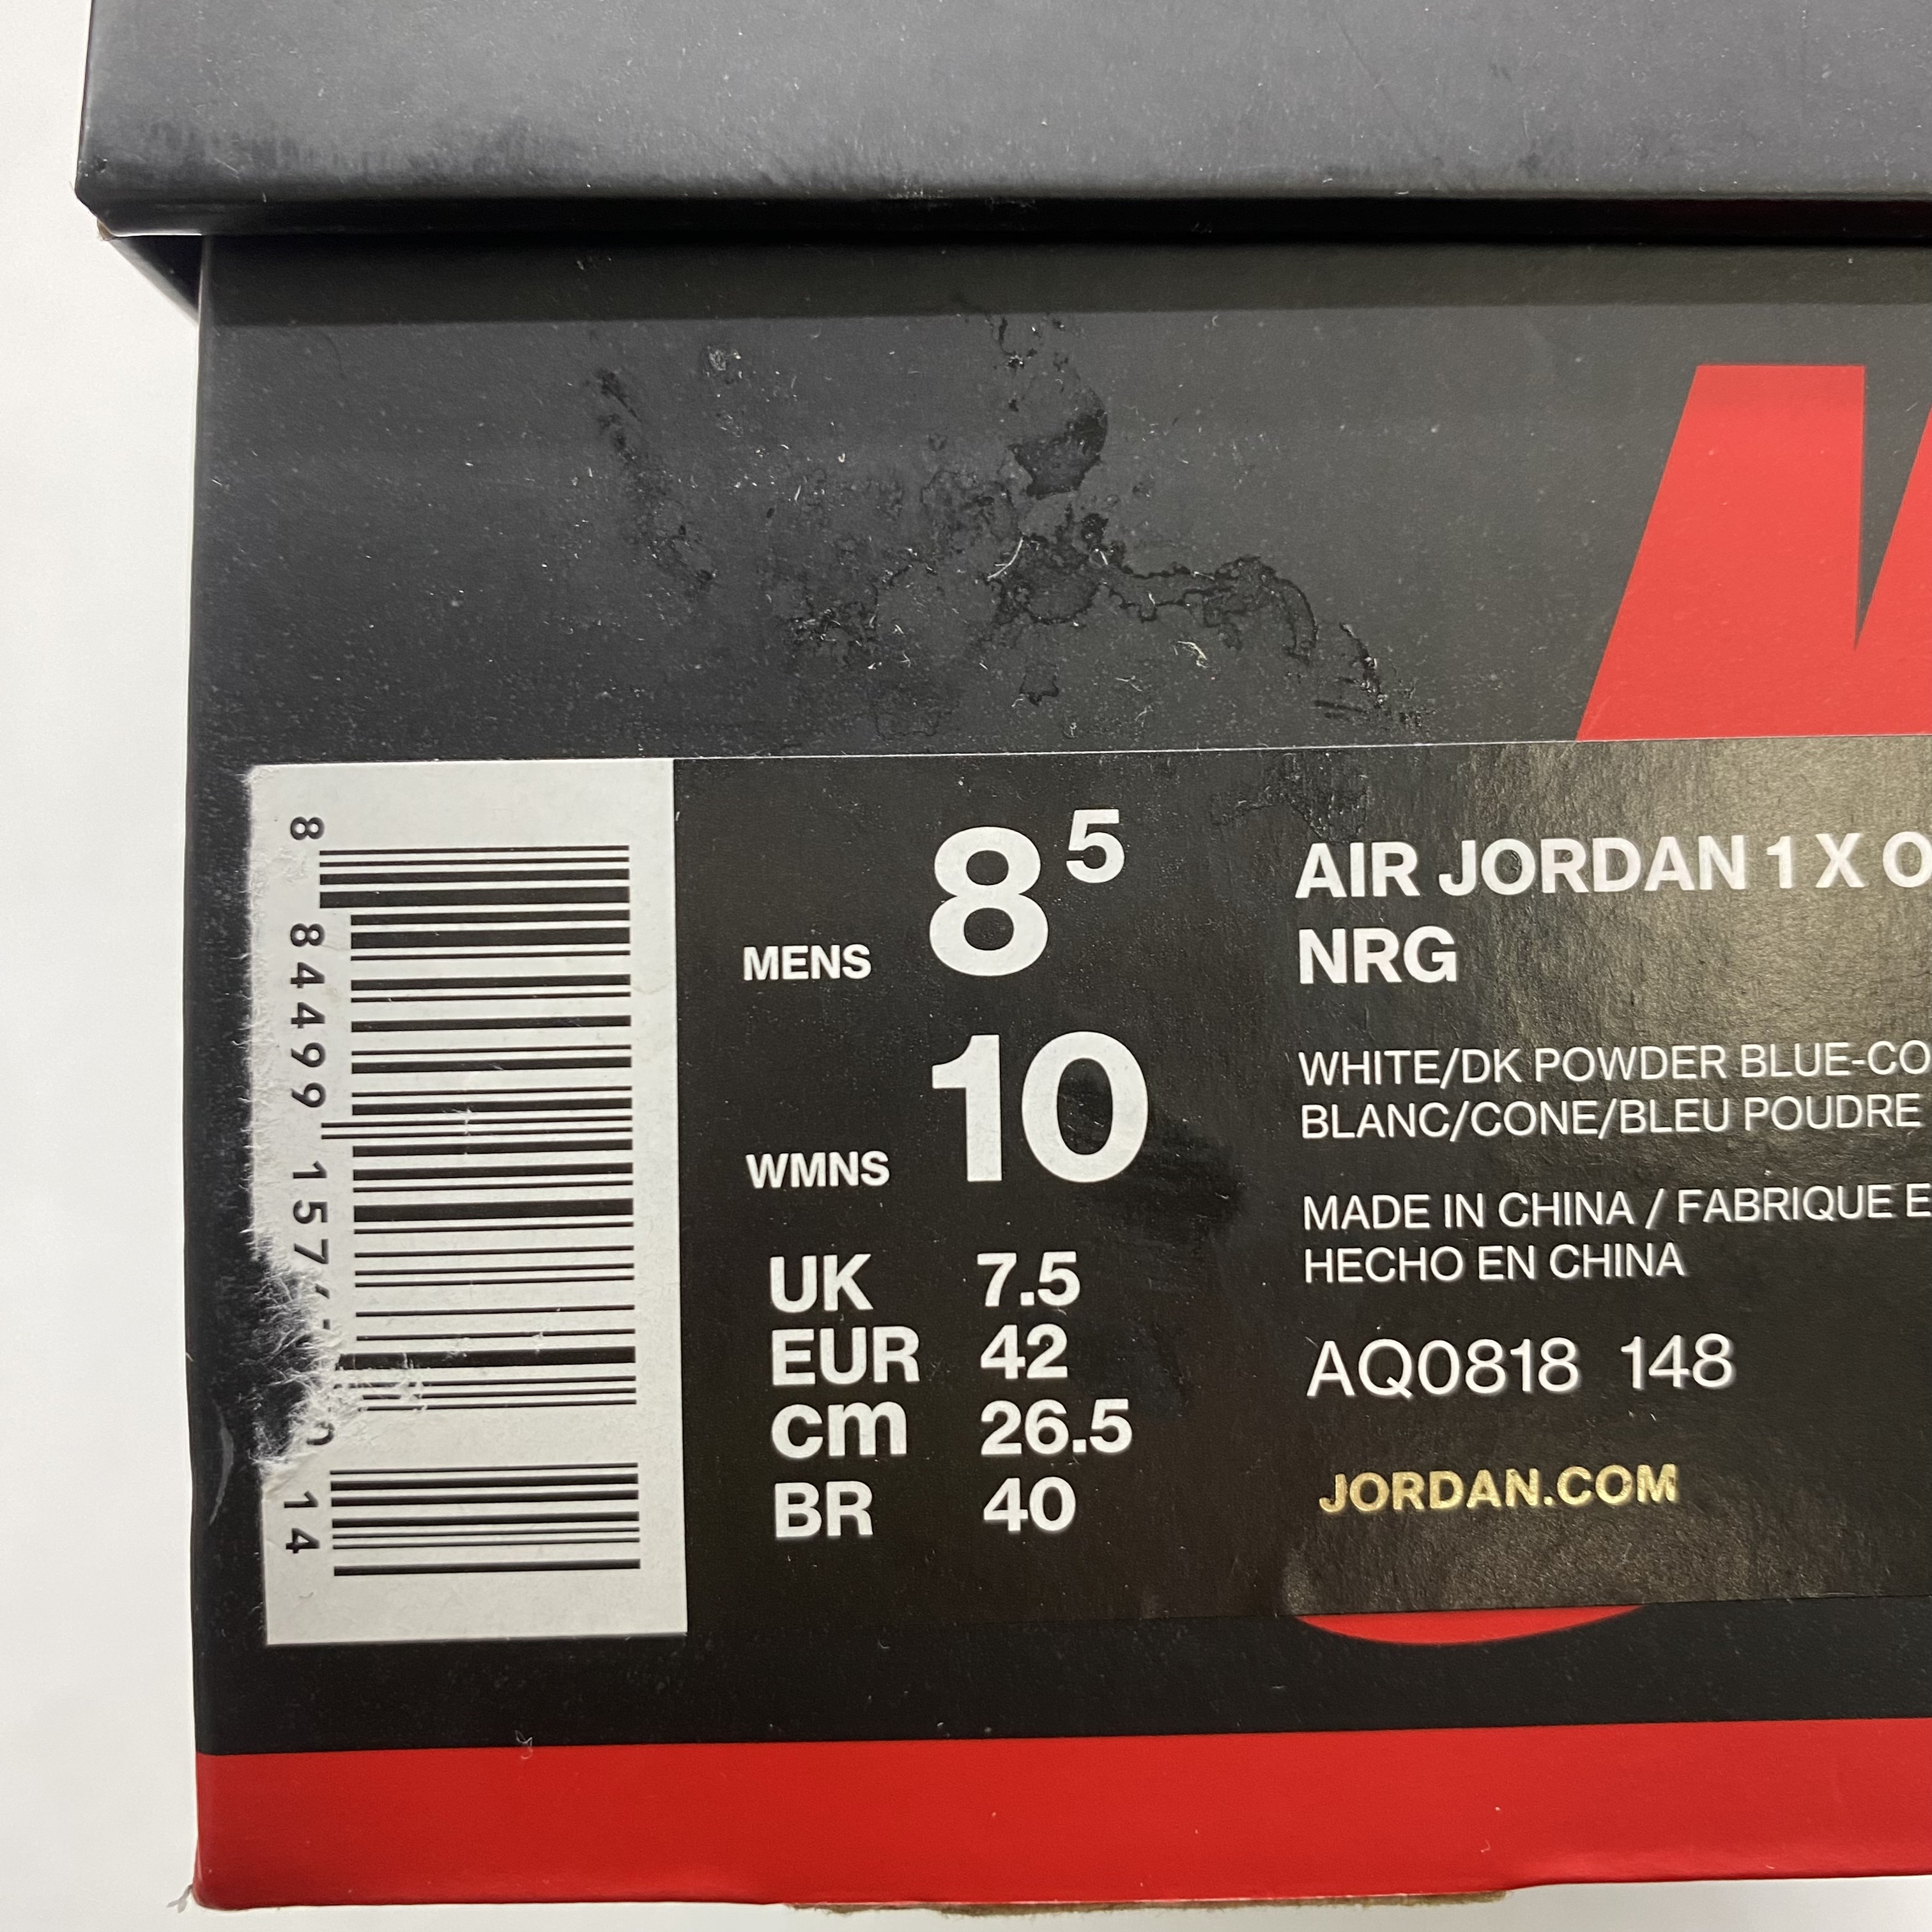 8 84499 157
14
MENS 8 5
WMNS 10
UK 7.5
EUR 42
cm 26.5
BR 40
AIR JORDAN 1 X O
NRG
WHITE/DK POWDER BLUE-CO
BLANC/CONE/BLEU POUDRE
MADE IN CHINA / FABRIQUE E
HECHO EN CHINA
AQ0818 148
JORDAN.COM